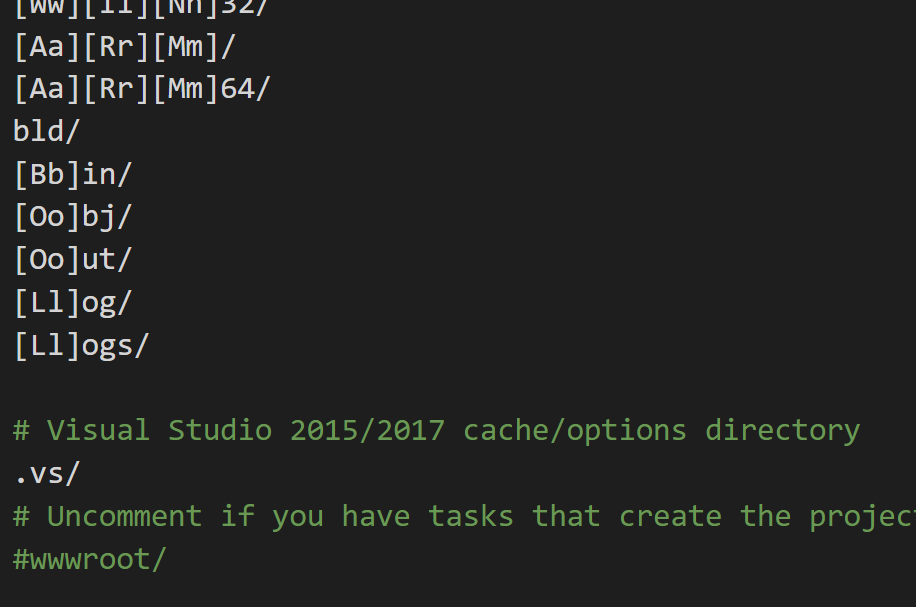 [Ww][Ii][Nn]32/
[Aa][Rr][Mm]/
[Aa][Rr][Mm]64/
bld/
[Bb]in/
[Oo]bj/
[Oo]ut/
[Ll]og/
[Ll]ogs/
# Visual Studio 2015/2017 cache/options directory
.vs/
# Uncomment if you have tasks that create the project
#wwwroot/